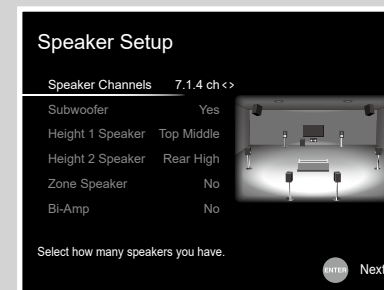 Speaker Setup
Speaker Channels 7.1.4 ch <>
Subwoofer Yes
Height 1 Speaker Top Middle
Height 2 Speaker Rear High
Zone Speaker No
Bi-Amp No
Select how many speakers you have.
ENTER Next